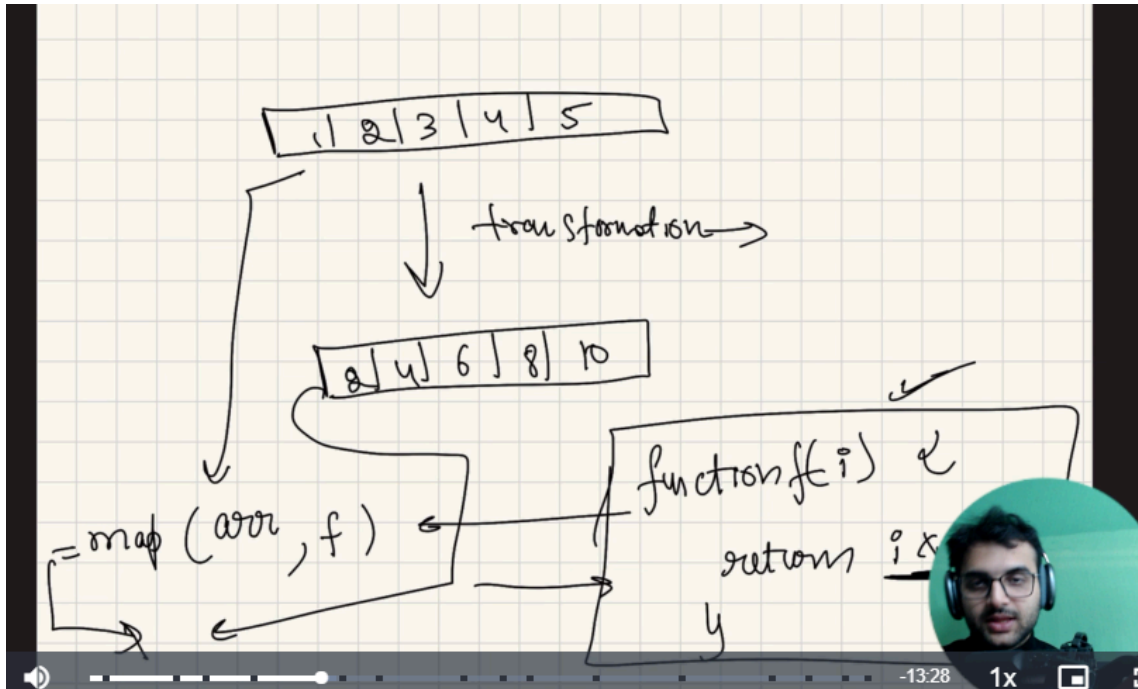 1 | 2 | 3 | 4 | 5
transformation
2 | 4 | 6 | 8 | 10
function f(i) {
= map (arr, f)
return i x
}
-13:28 1x